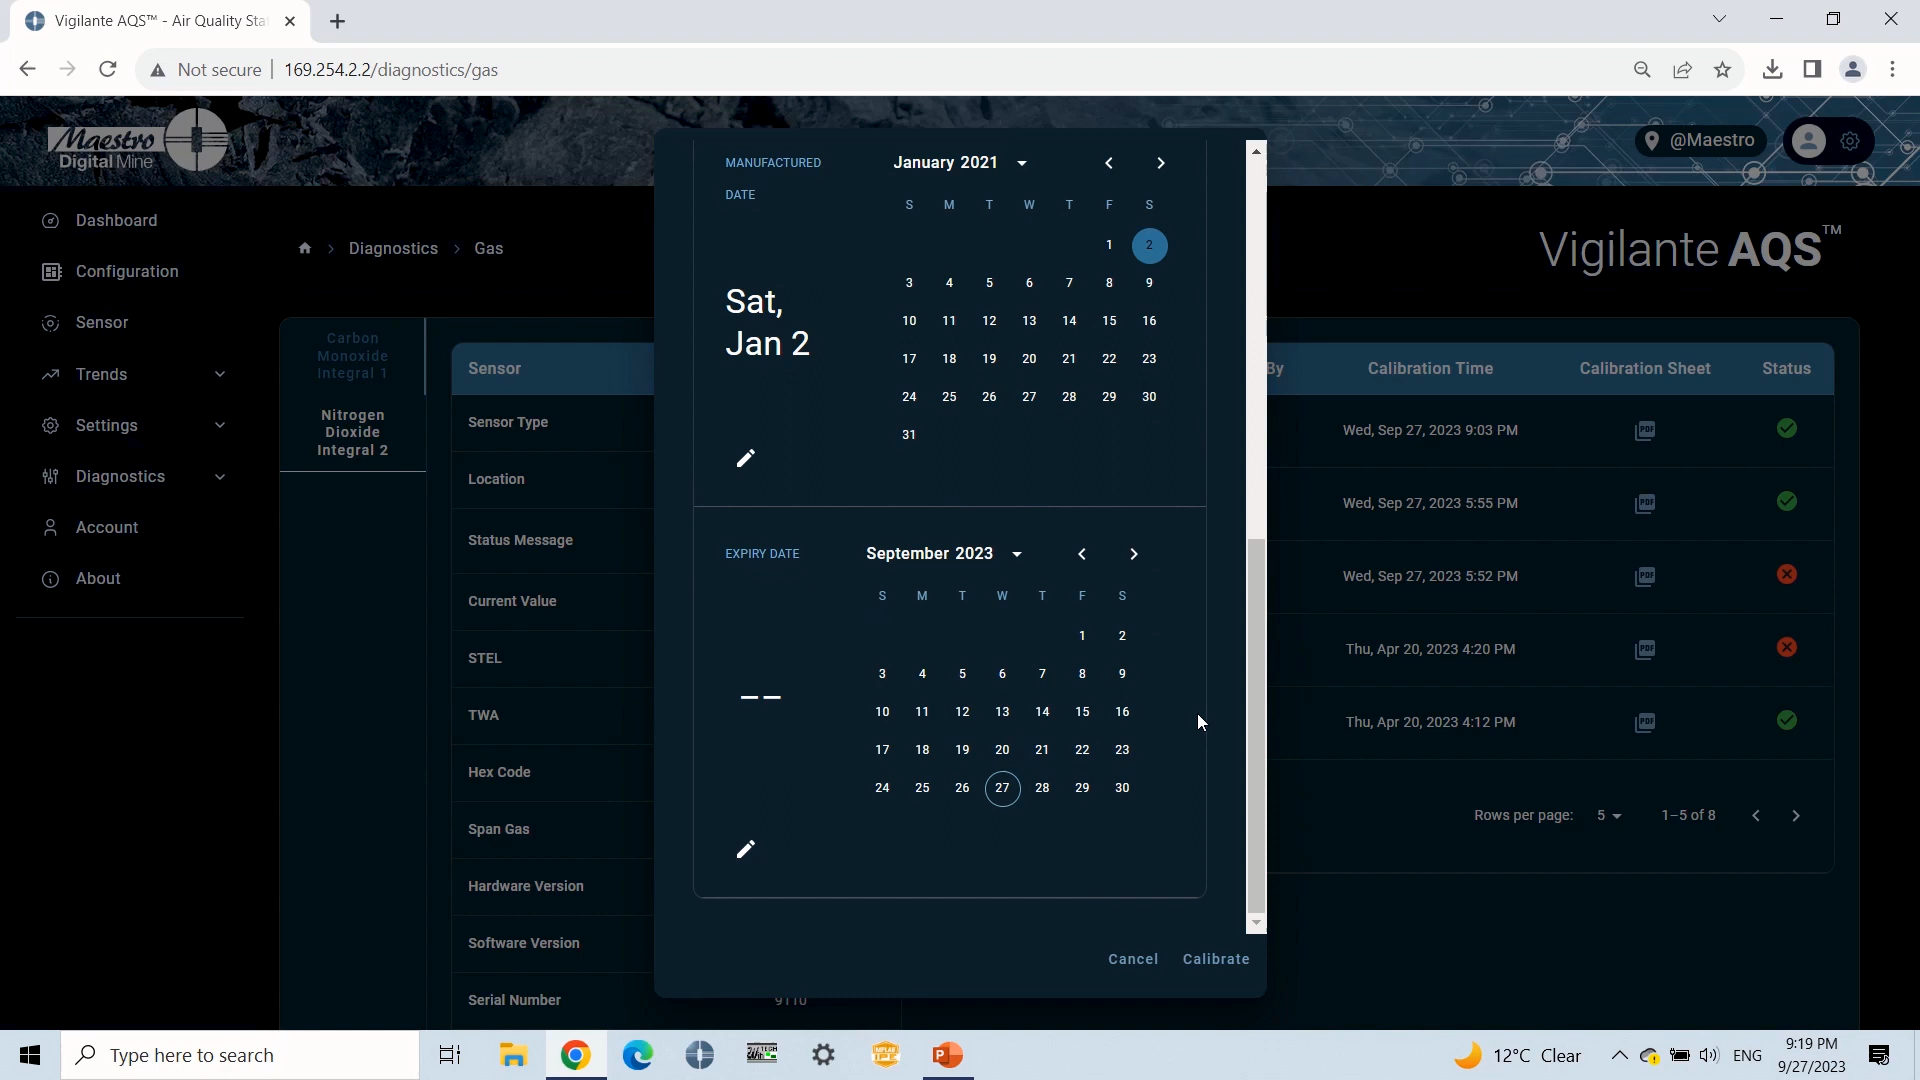 Vigilante AQS™ - Air Quality Sta
Not secure
169.254.2.2/diagnostics/gas
Maestro
Digital Mine
@Maestro
Dashboard
Configuration
Sensor
Trends
Settings
Diagnostics
Account
About
Diagnostics > Gas
Vigilante AQS™
Carbon
Monoxide
Integral 1
Nitrogen
Dioxide
Integral 2
Sensor
Sensor Type
Location
Status Message
Current Value
STEL
TWA
Hex Code
Span Gas
Hardware Version
Software Version
Serial Number
9110
MANUFACTURED
DATE
Sat,
Jan 2
January 2021
S M T W T F S
1 2
3 4 5 6 7 8 9
10 11 12 13 14 15 16
17 18 19 20 21 22 23
24 25 26 27 28 29 30
31
EXPIRY DATE
– –
September 2023
S M T W T F S
1 2
3 4 5 6 7 8 9
10 11 12 13 14 15 16
17 18 19 20 21 22 23
24 25 26 27 28 29 30
Cancel Calibrate
By Calibration Time Calibration Sheet Status
Wed, Sep 27, 2023 9:03 PM PDF
Wed, Sep 27, 2023 5:55 PM PDF
Wed, Sep 27, 2023 5:52 PM PDF
Thu, Apr 20, 2023 4:20 PM PDF
Thu, Apr 20, 2023 4:12 PM PDF
Rows per page: 5 1–5 of 8
Type here to search
12°C Clear
ENG
9:19 PM
9/27/2023